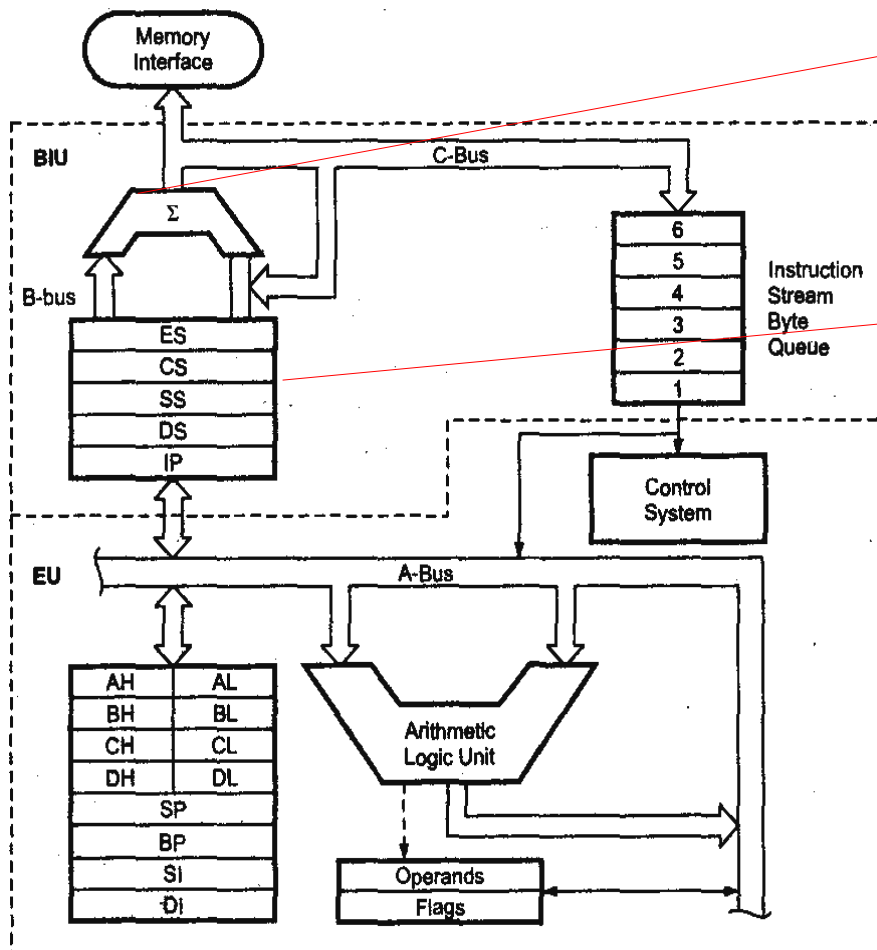 Memory
Interface
BIU
C-Bus
Σ
B-bus
6
5
4
3
2
1
Instruction
Stream
Byte
Queue
ES
CS
SS
DS
IP
Control
System
EU
A-Bus
AH AL
BH BL
CH CL
DH DL
SP
BP
SI
DI
Arithmetic
Logic Unit
Operands
Flags